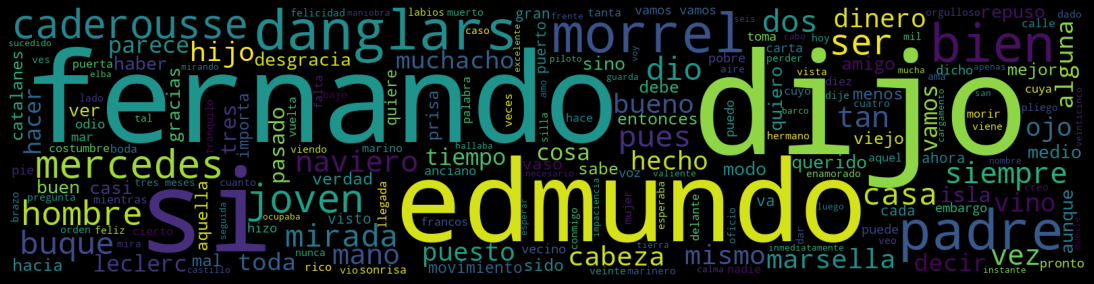 caderousse
danglars
morrel
dos
dinero
repuso
bien
parece
hijo
desgracia
muchacho
dio
ser
fernando
dijo
catalanes
hacer
haber
ver
odio
mar
gracias
tres
importa
pasado
quiere
prisa
bueno
entonces
sino
debe
pues
quiero
amigo
vamos
tan
viejo
menos
dicho
mejor
alguna
ojo
medio
mercedes
naviero
tiempo
cosa
hecho
querido
siempre
buen
casi
si
joven
verdad
edmundo
casa
isla
vino
hombre
aquella
mirada
visto
llegada
cabeza
mismo
marsella
padre
aunque
buque
leclerc
mal
toda
mano
puesto
movimiento
sido
decir
vez
pronto
hacia
rico
sonrisa
felicidad
maniobra
labios
muerto
caso
gran
puerto
frente
tanta
vamos vamos
toma
carta
perder
seis
orgulloso
calle
dado
hoy
mil
sucedido
ves
puerta
elba
mirando
excelente
piloto
voy
pobre
aire
guarda
vista
cuyo
diez
dije
mucha
ama
cuya
cargamento
san
apenas
pliego
morir
viene
veinticinco
lado
tal
vuelta
falta
bajo
palabra
veces
amo
silla
hace
puedo
barco
cuatro
hermano
costumbre
boda
tranquilo
viendo
marino
hallaba
anciano
vaso
necesario
sabe
voz
valiente
modo
enamorado
aquel
ahora
nombre
creo
pie
tres meses
cuanto
pregunta
mientras
brazo
orden
feliz
mira
cierto
castillo
hizo
seguida
ocupaba
nunca
vio
francos
esperar
impaciencia
conmigo
mujer
esperaba
delante
va
oficio
luego
cada
embargo
puede
vecino
tierra
veinte
marinero
calma
nadie
dar
veo
inmediatamente
instante